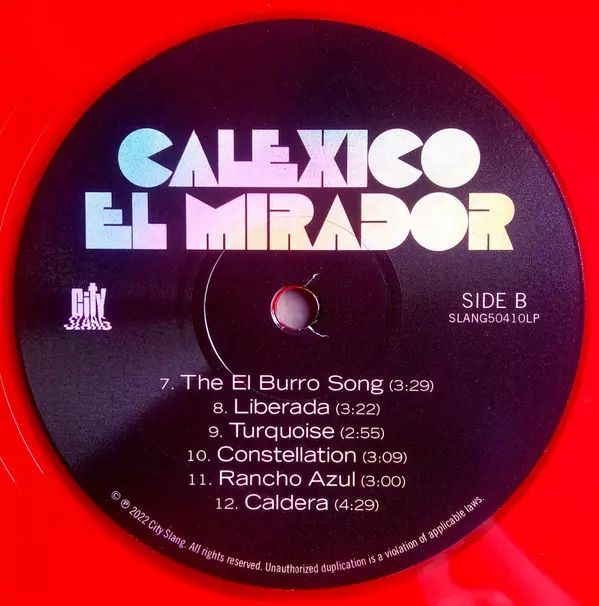 CALEXICO
EL MIRADOR
City
SLANG
SIDE B
SLANG50410LP
7. The El Burro Song (3:29)
8. Liberada (3:22)
9. Turquoise (2:55)
10. Constellation (3:09)
11. Rancho Azul (3:00)
12. Caldera (4:29)
© ℗ 2022 City Slang. All rights reserved. Unauthorized duplication is a violation of applicable laws.